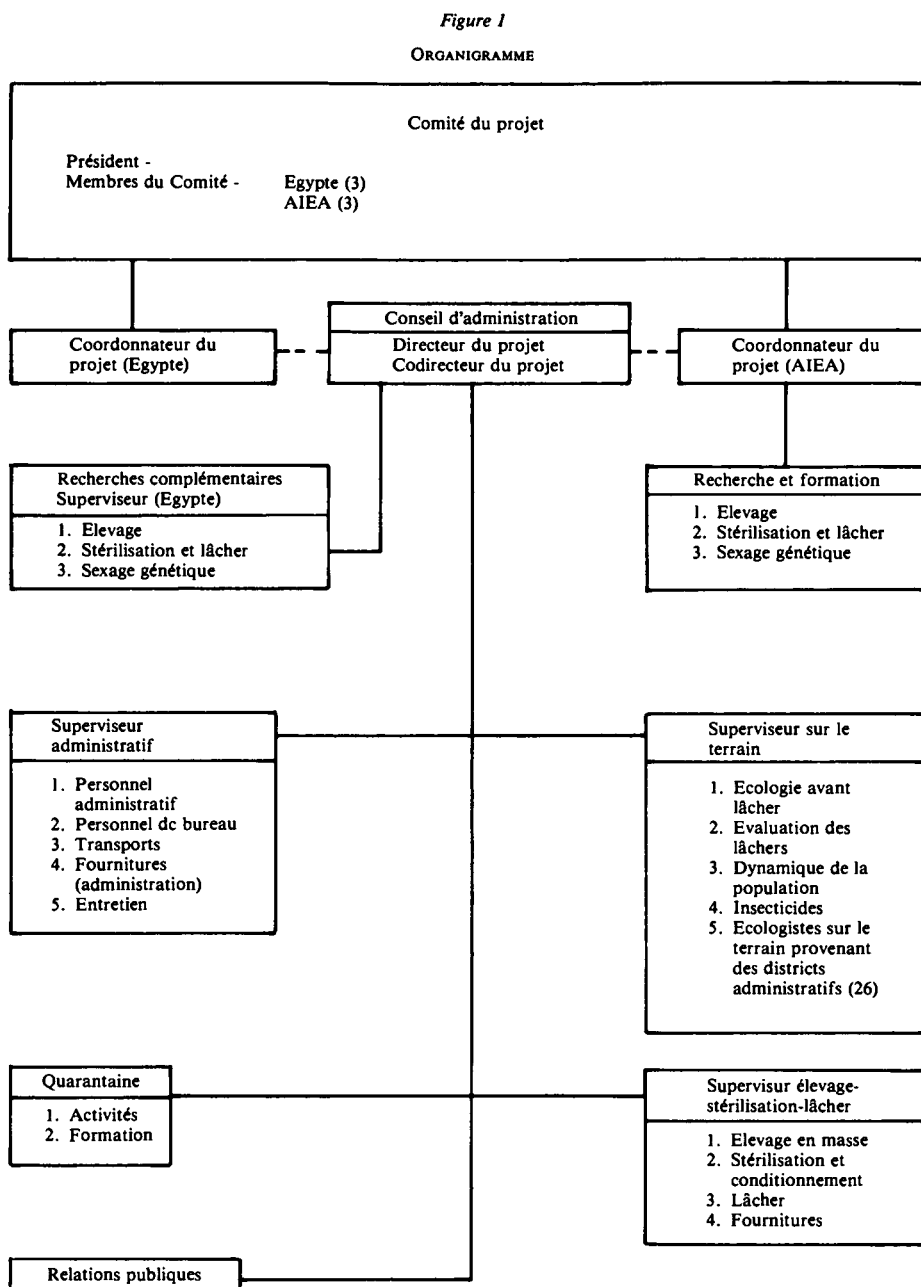 Figure 1
ORGANIGRAMME
Comité du projet
Président -
Membres du Comité - Egypte (3)
AIEA (3)
Coordonnateur du
projet (Egypte)
Conseil d'administration
Directeur du projet
Codirecteur du projet
Coordonnateur du
projet (AIEA)
Recherches complémentaires
Superviseur (Egypte)
1. Elevage
2. Stérilisation et lâcher
3. Sexage génétique
Recherche et formation
1. Elevage
2. Stérilisation et lâcher
3. Sexage génétique
Superviseur
administratif
1. Personnel
administratif
2. Personnel de bureau
3. Transports
4. Fournitures
(administration)
5. Entretien
Superviseur sur le
terrain
1. Ecologie avant
lâcher
2. Evaluation des
lâchers
3. Dynamique de la
population
4. Insecticides
5. Ecologistes sur le
terrain provenant
des districts
administratifs (26)
Quarantaine
1. Activités
2. Formation
Supervisur élevage-
stérilisation-lâcher
1. Elevage en masse
2. Stérilisation et
conditionnement
3. Lâcher
4. Fournitures
Relations publiques